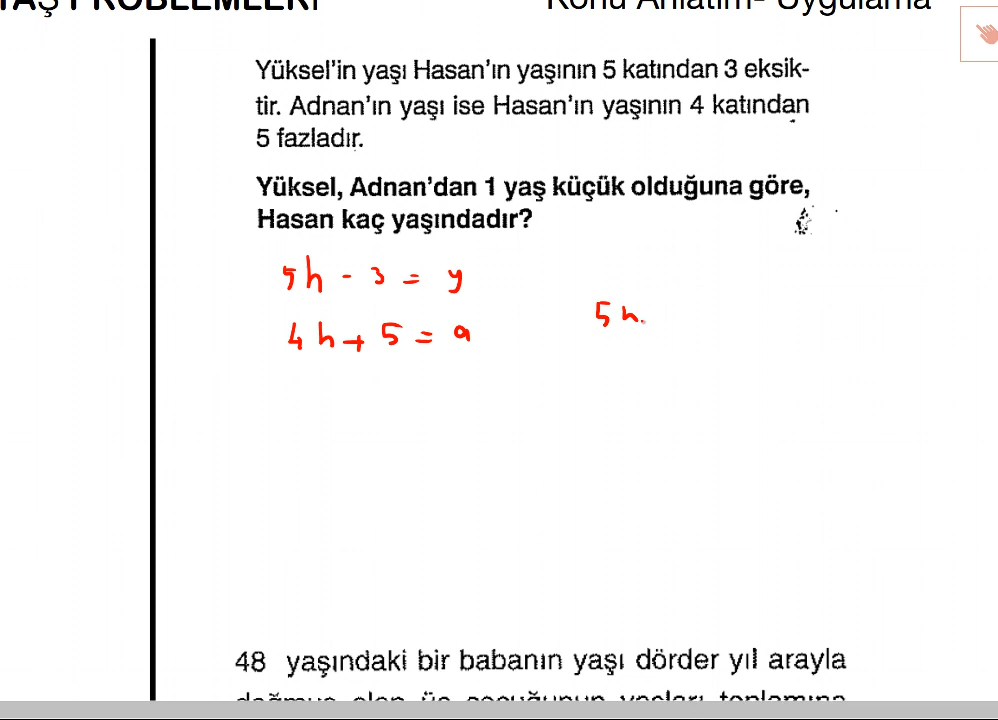 YAŞ PROBLEMLERİ Konu Anlatım- Uygulama
Yüksel'in yaşı Hasan'ın yaşının 5 katından 3 eksik-
tir. Adnan'ın yaşı ise Hasan'ın yaşının 4 katından
5 fazladır.
Yüksel, Adnan'dan 1 yaş küçük olduğuna göre,
Hasan kaç yaşındadır?
5h - 3 = y
4h + 5 = a
5h
48 yaşındaki bir babanın yaşı dörder yıl arayla